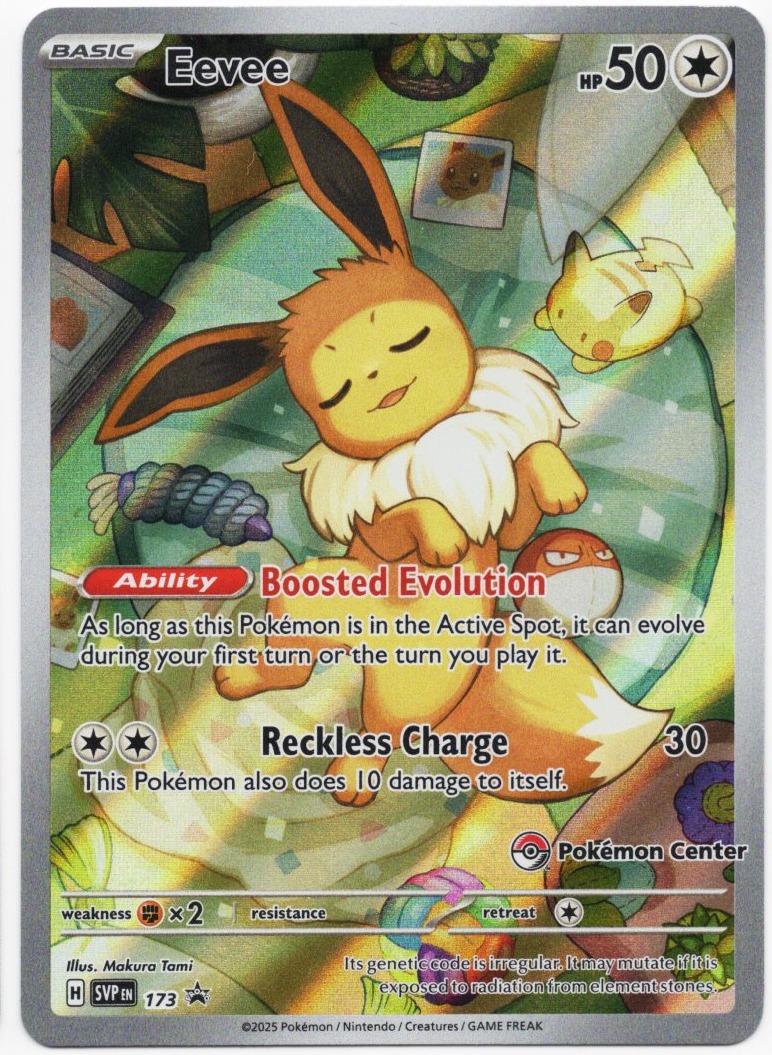 BASIC
Eevee
HP 50
Ability Boosted Evolution
As long as this Pokémon is in the Active Spot, it can evolve
during your first turn or the turn you play it.
Reckless Charge 30
This Pokémon also does 10 damage to itself.
Pokémon Center
weakness ×2 resistance retreat
Illus. Makura Tami
Its genetic code is irregular. It may mutate if it is
exposed to radiation from element stones.
H SVP EN 173 PROMO
©2025 Pokémon / Nintendo / Creatures / GAME FREAK